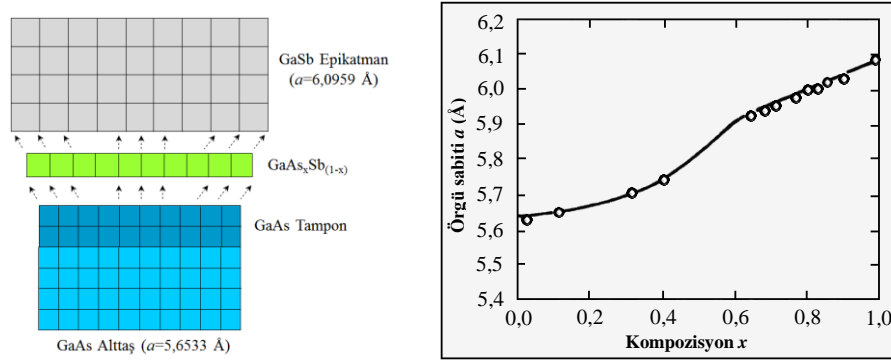 GaSb Epikatman
(a=6,0959 Å)
GaAsxSb(1-x)
GaAs Tampon
GaAs Alttaş (a=5,6533 Å)
Örgü sabiti a (Å)
6,2
6,1
6,0
5,9
5,8
5,7
5,6
5,5
5,4
0,0
0,2
0,4
0,6
0,8
1,0
Kompozisyon x